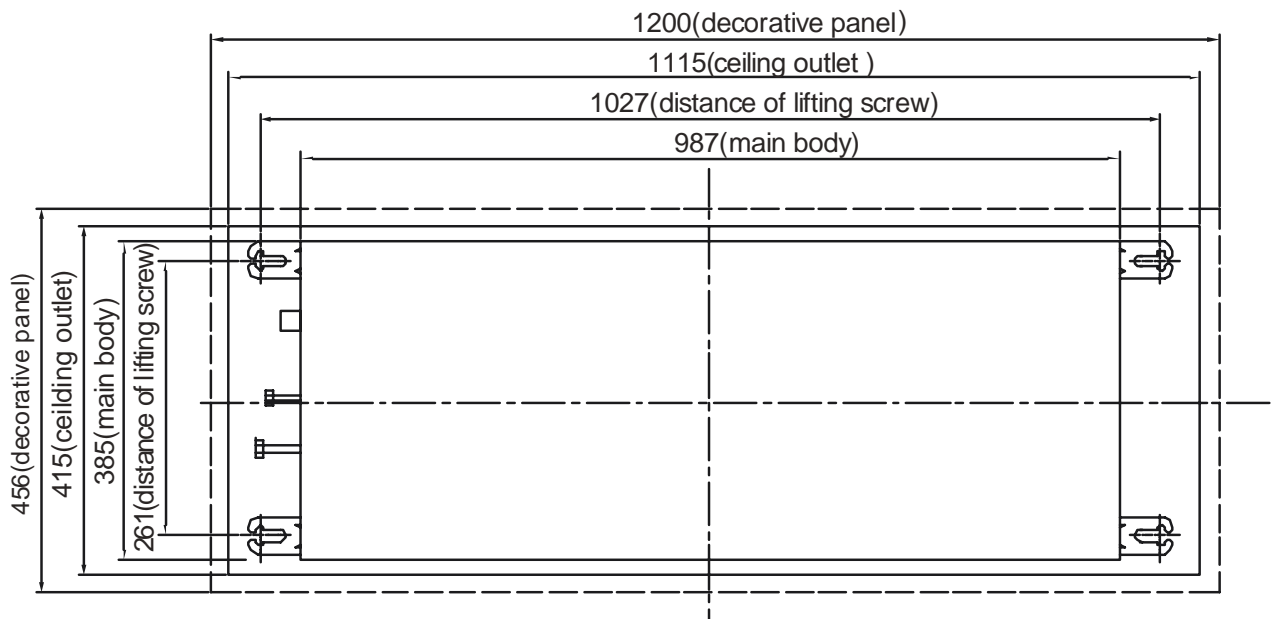 1200(decorative panel)
1115(ceiling outlet )
1027(distance of lifting screw)
987(main body)
456(decorative panel)
415(ceilding outlet)
385(main body)
261(distance of lifting screw)